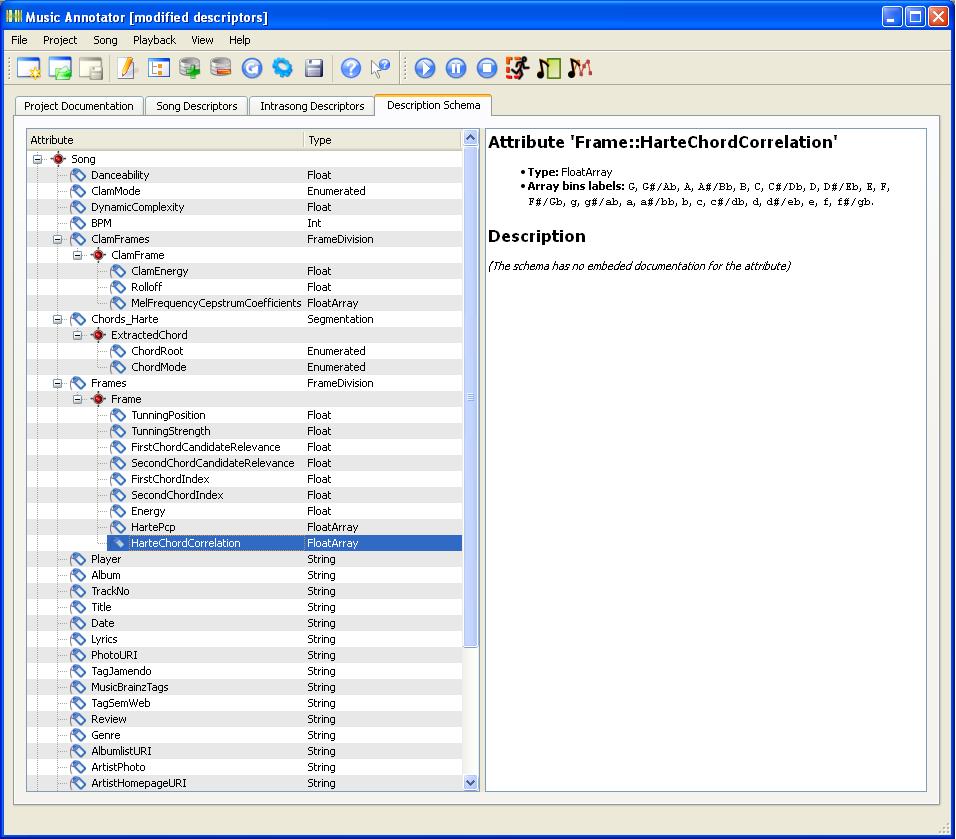 Music Annotator [modified descriptors]
File Project Song Playback View Help
Project Documentation Song Descriptors Intrasong Descriptors Description Schema
Attribute Type
Song
Danceability Float
ClamMode Enumerated
DynamicComplexity Float
BPM Int
ClamFrames FrameDivision
ClamFrame
ClamEnergy Float
Rolloff Float
MelFrequencyCepstrumCoefficients FloatArray
Chords_Harte Segmentation
ExtractedChord
ChordRoot Enumerated
ChordMode Enumerated
Frames FrameDivision
Frame
TunningPosition Float
TunningStrength Float
FirstChordCandidateRelevance Float
SecondChordCandidateRelevance Float
FirstChordIndex Float
SecondChordIndex Float
Energy Float
HartePcp FloatArray
HarteChordCorrelation FloatArray
Player String
Album String
TrackNo String
Title String
Date String
Lyrics String
PhotoURI String
TagJamendo String
MusicBrainzTags String
TagSemWeb String
Review String
Genre String
AlbumlistURI String
ArtistPhoto String
ArtistHomepageURI String
Attribute 'Frame::HarteChordCorrelation'
• Type: FloatArray
• Array bins labels: G, G#/Ab, A, A#/Bb, B, C, C#/Db, D, D#/Eb, E, F,
F#/Gb, g, g#/ab, a, a#/bb, b, c, c#/db, d, d#/eb, e, f, f#/gb.
Description
(The schema has no embeded documentation for the attribute)